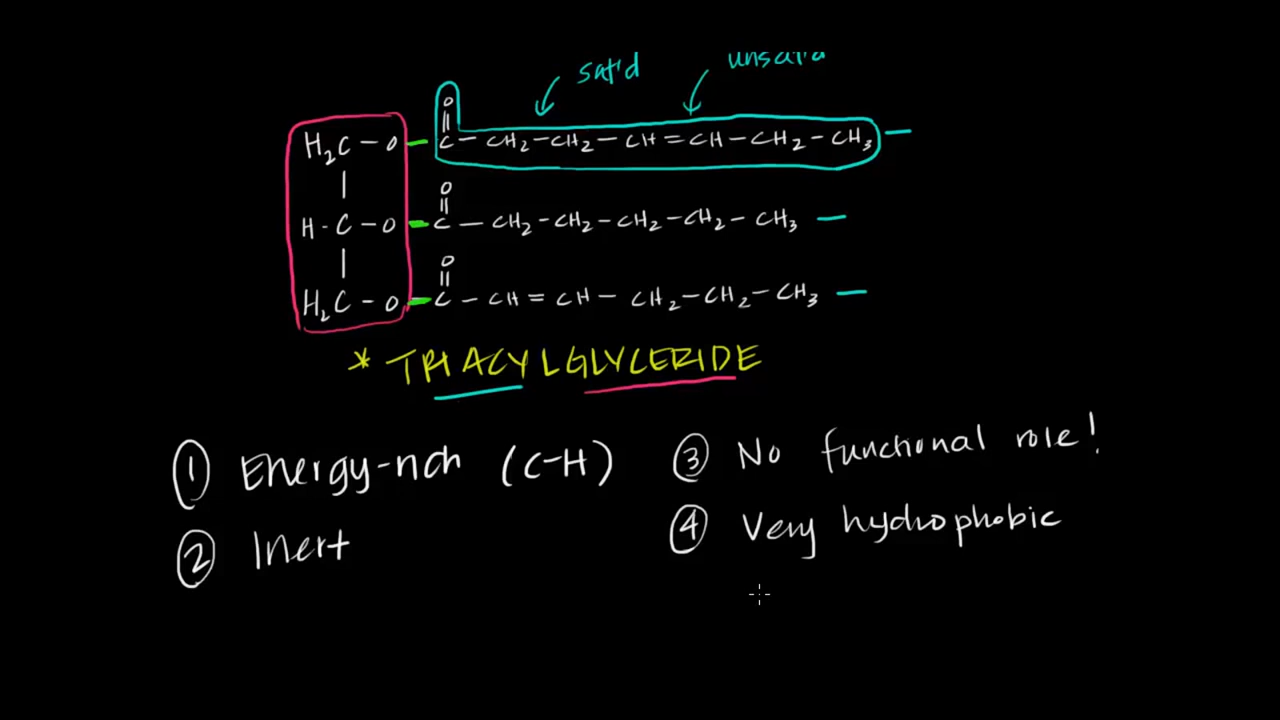 sat'd unsat'd
O
||
H₂C - O - C - CH₂ - CH₂ - CH = CH - CH₂ - CH₃ -
|
O
||
H - C - O - C - CH₂ - CH₂ - CH₂ - CH₂ - CH₃ -
|
O
||
H₂C - O - C - CH = CH - CH₂ - CH₂ - CH₃ -
* TRIACYLGLYCERIDE
① Energy-rich (C-H)
② Inert
③ No functional role!
④ Very hydrophobic